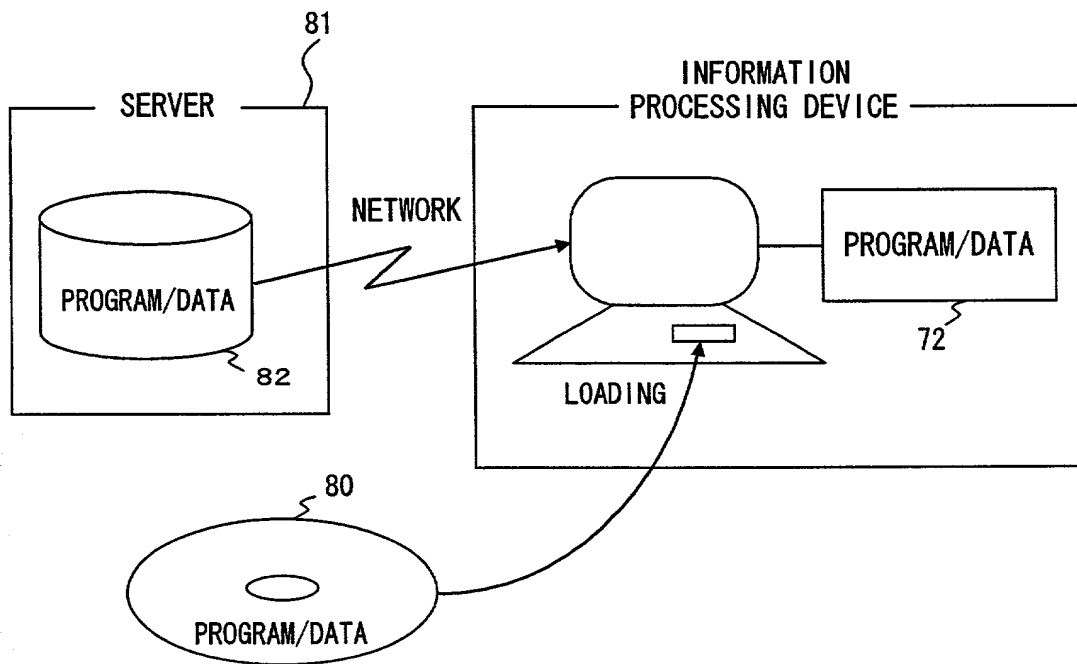 81
SERVER
INFORMATION
PROCESSING DEVICE
NETWORK
PROGRAM/DATA
PROGRAM/DATA
82
72
LOADING
80
PROGRAM/DATA